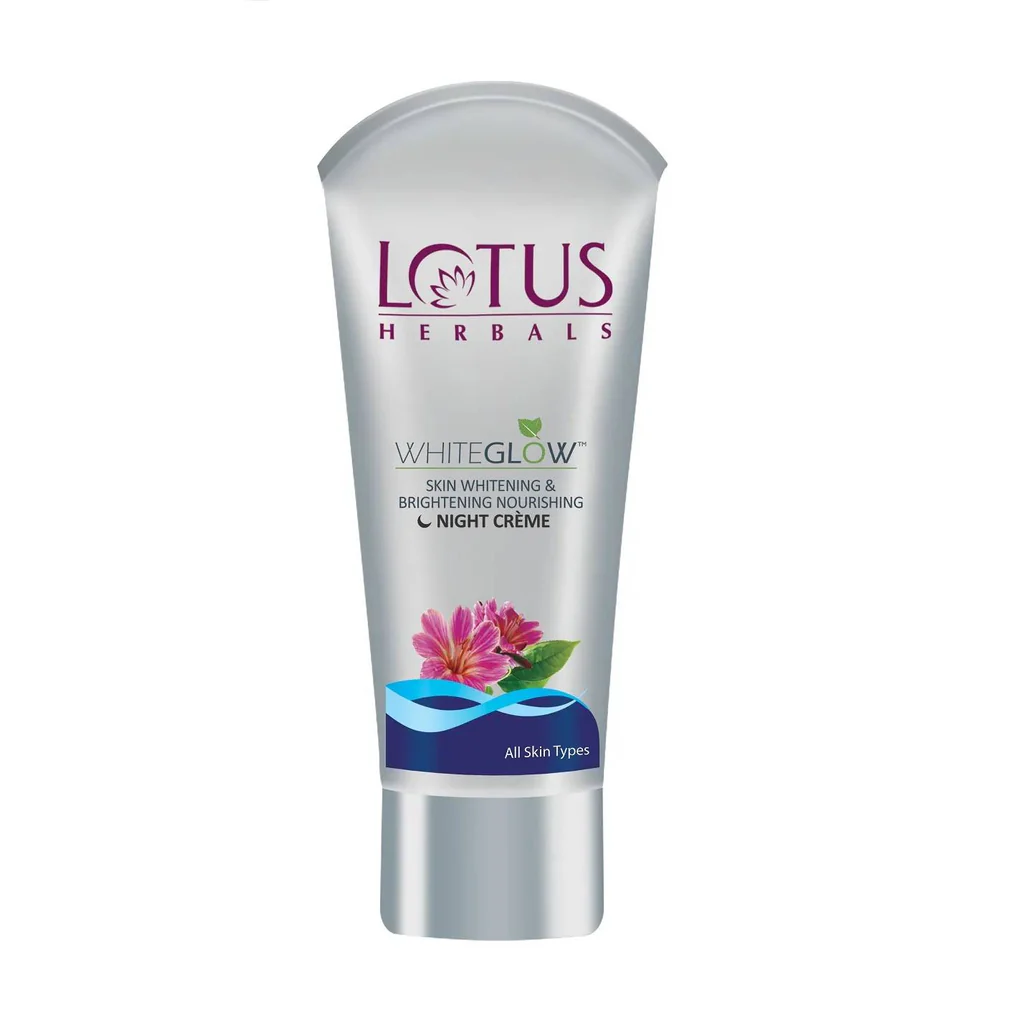 LOTUS
HERBALS
WHITEGLOW™
SKIN WHITENING &
BRIGHTENING NOURISHING
NIGHT CRÈME
All Skin Types